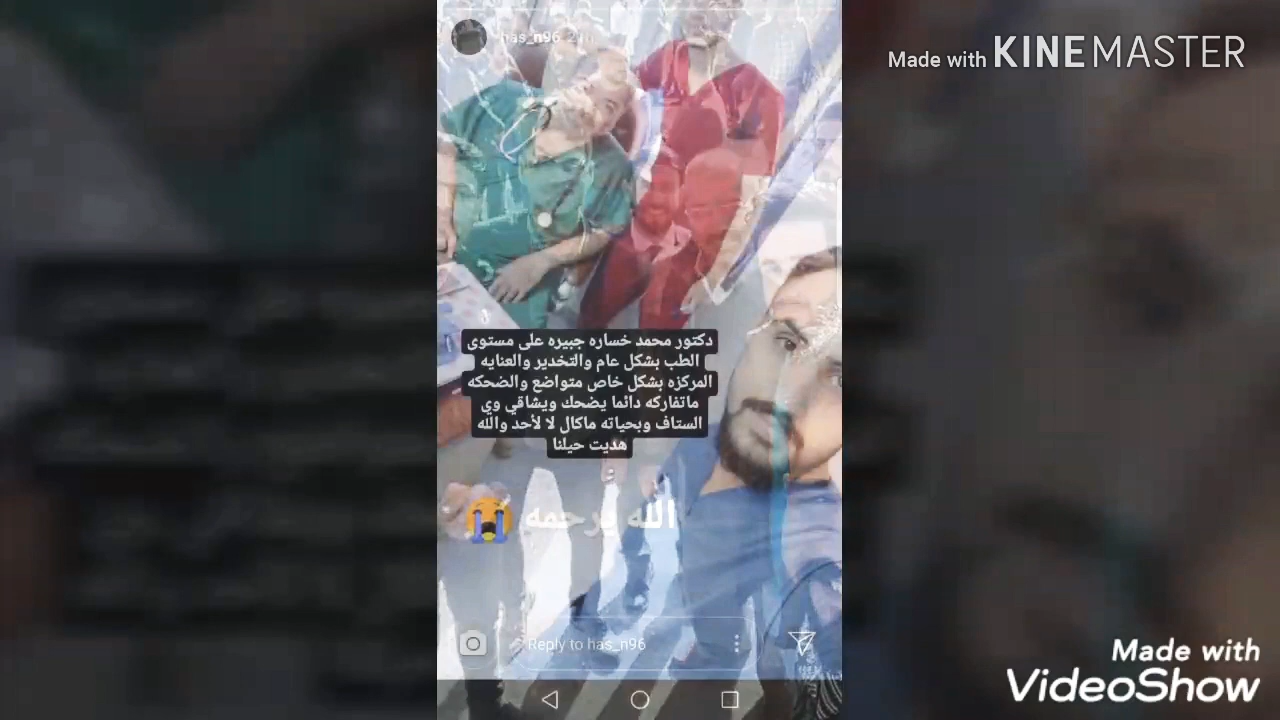 has_n96
Made with KINEMASTER
دكتور محمد خساره جبيره على مستوى
الطب بشكل عام والتخدير والعنايه
المركزه بشكل خاص متواضع والضحكه
ماتفاركه دائما يضحك ويشاقي وي
الستاف وبحياته ماكال لا لأحد والله
هديت حيلنا
الله يرحمه
Reply to has_n96
Made with
VideoShow